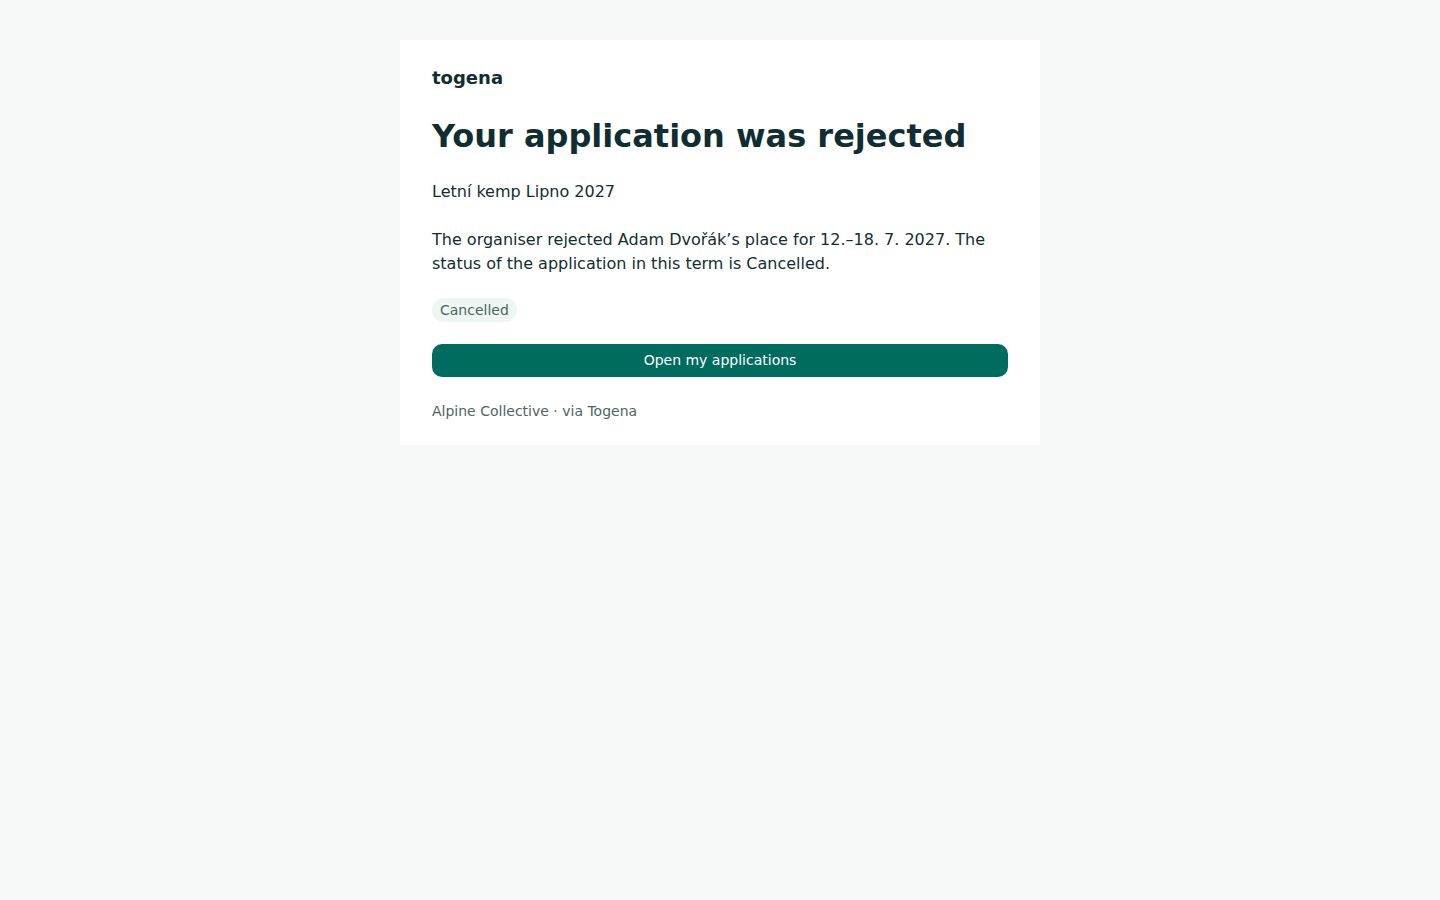 togena
Your application was rejected
Letní kemp Lipno 2027
The organiser rejected Adam Dvořák’s place for 12.–18. 7. 2027. The
status of the application in this term is Cancelled.
Cancelled
Open my applications
Alpine Collective · via Togena